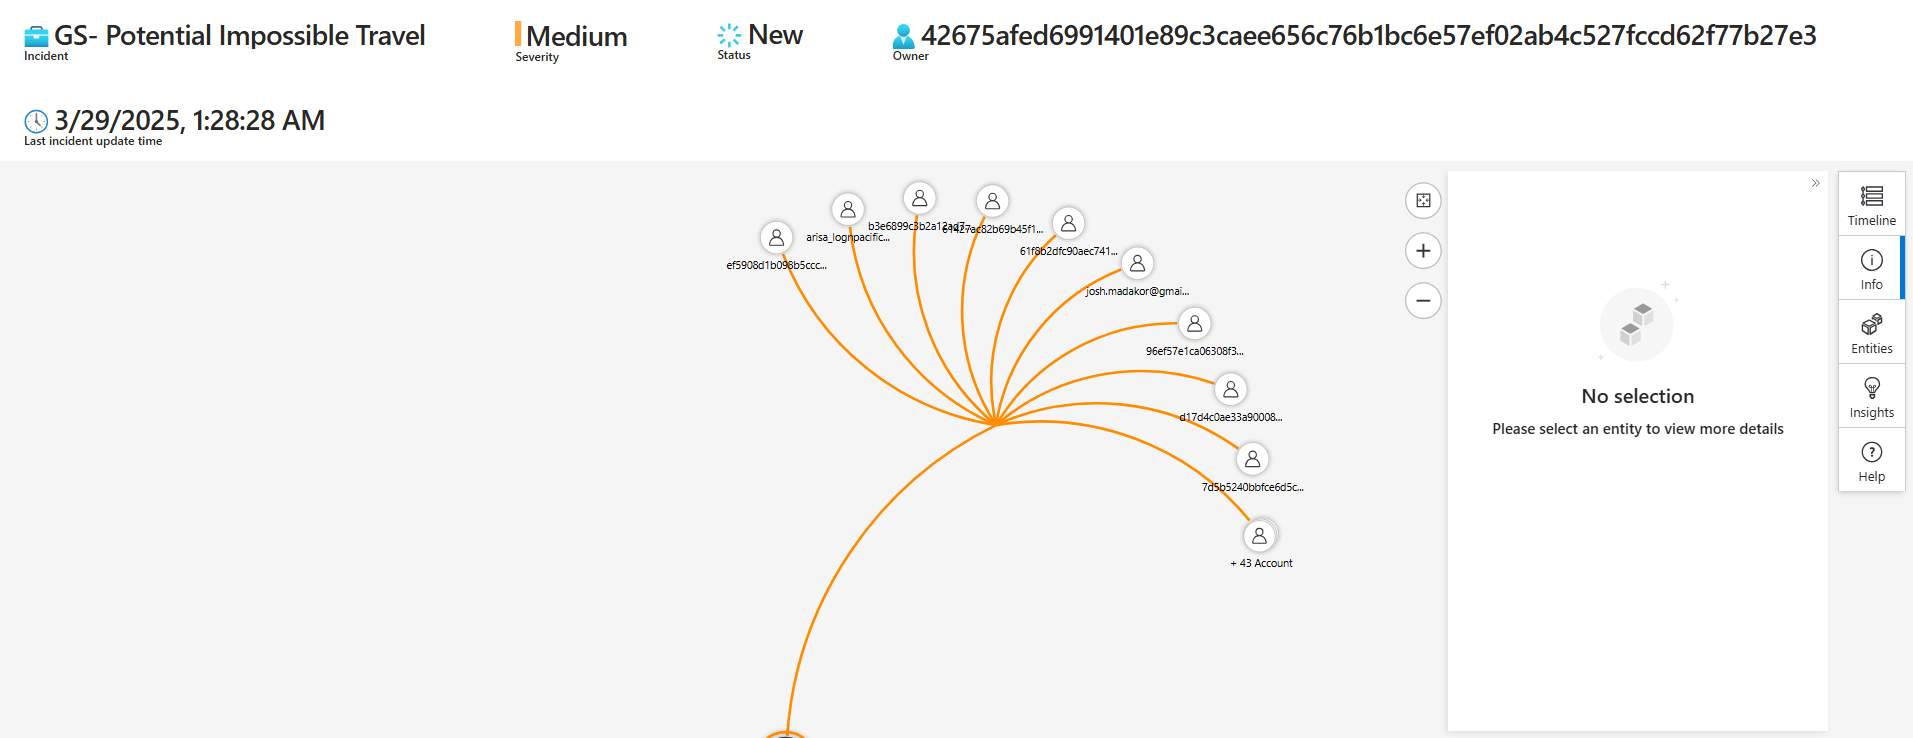 GS- Potential Impossible Travel
Incident
Medium
Severity
New
Status
42675afed6991401e89c3caee656c76b1bc6e57ef02ab4c527fccd62f77b27e3
Owner
3/29/2025, 1:28:28 AM
Last incident update time
ef5908d1b098b5ccc...
arisa_lognpacific...
b3e6899c3b2a12ad7...
61427ac82b69b45f1...
61f8b2dfc90aec741...
josh.madakor@gmai...
96ef57e1ca06308f3...
d17d4c0ae33a90008...
7d5b5240bbfce6d5c...
+ 43 Account
No selection
Please select an entity to view more details
Timeline
Info
Entities
Insights
Help